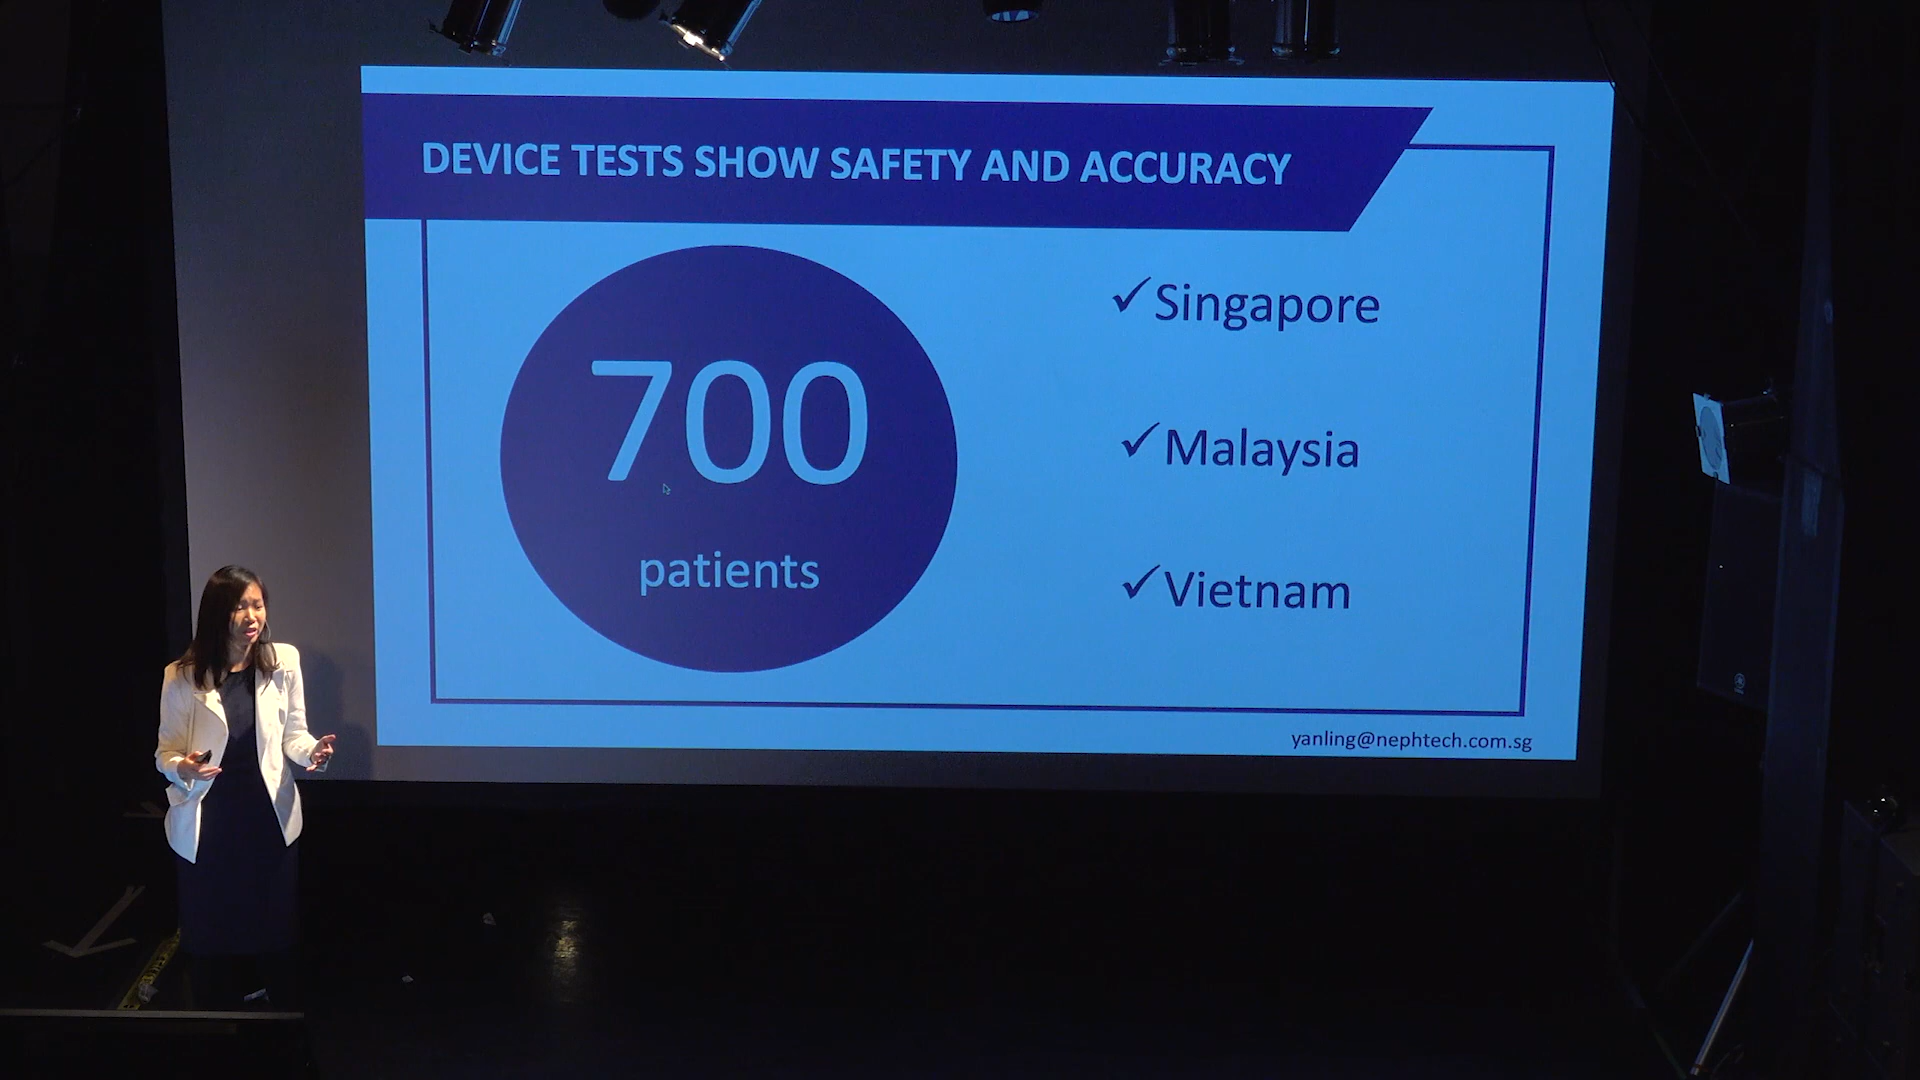 DEVICE TESTS SHOW SAFETY AND ACCURACY
700
patients
✓Singapore
✓Malaysia
✓Vietnam
yanling@nephtech.com.sg